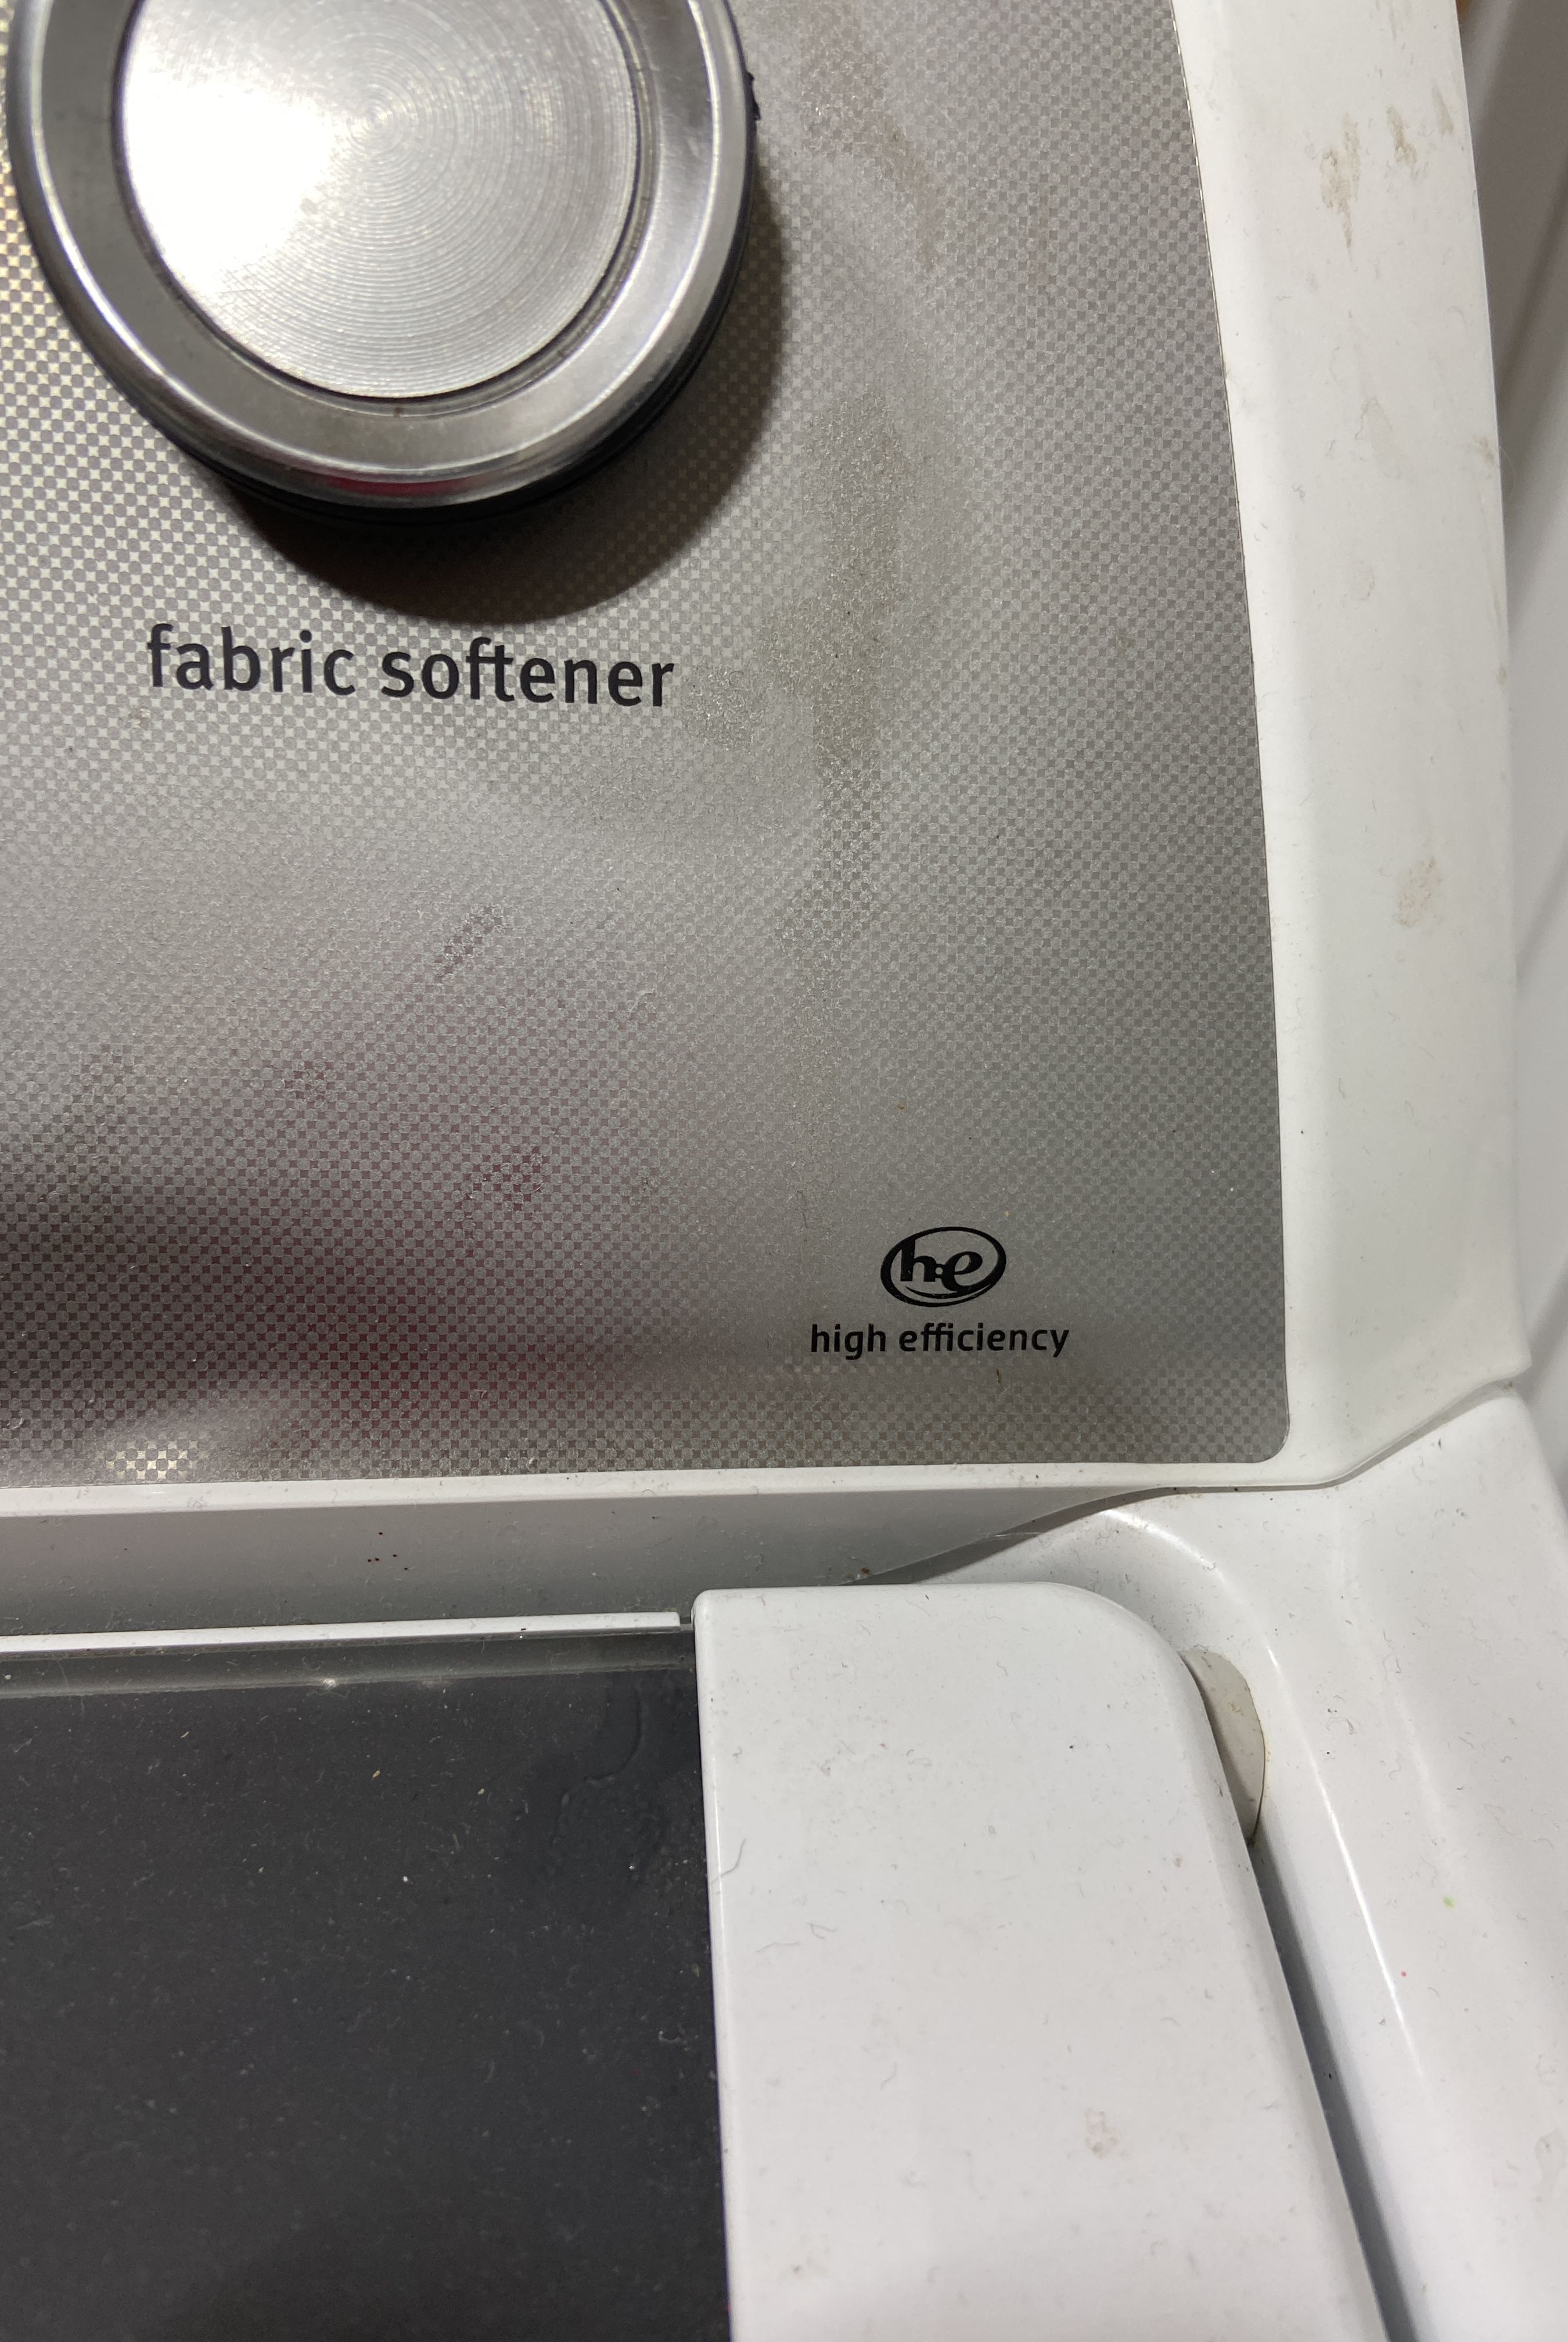 fabric softener
he
high efficiency